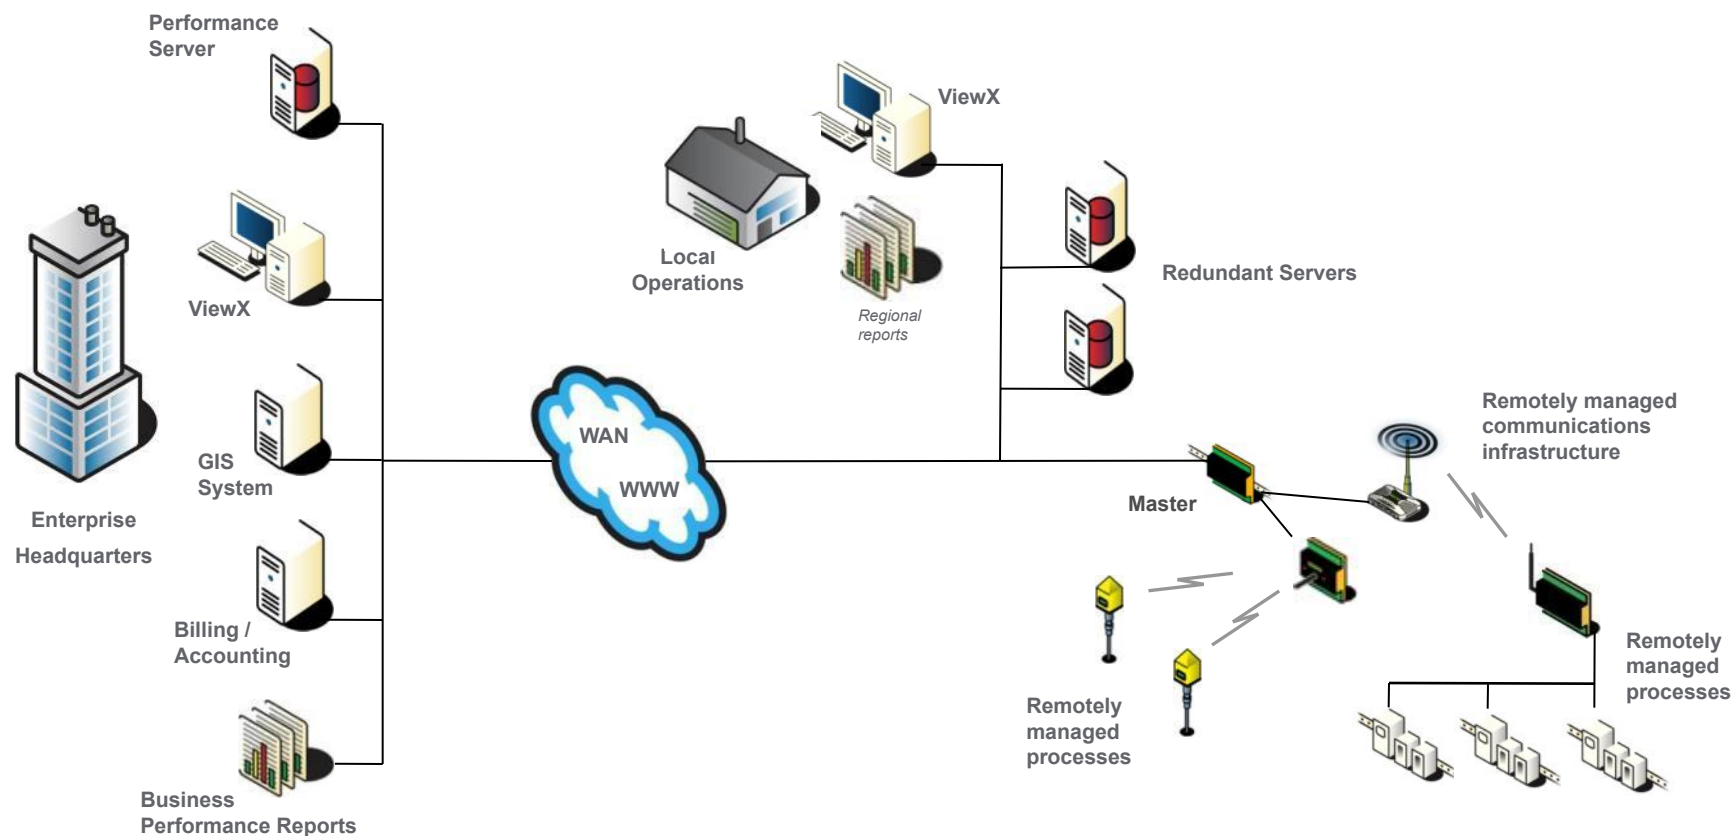 Performance
Server
ViewX
GIS
System
Enterprise
Headquarters
Billing /
Accounting
Business
Performance Reports
WAN
WWW
ViewX
Local
Operations
Regional
reports
Redundant Servers
Remotely managed
communications
infrastructure
Master
Remotely
managed
processes
Remotely
managed
processes